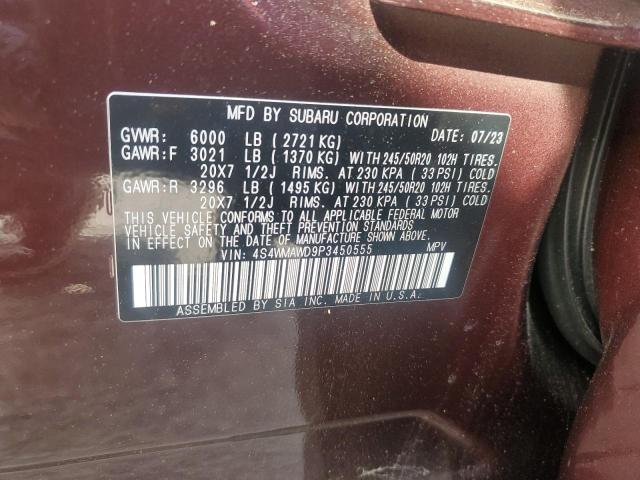 MFD BY SUBARU CORPORATION
GVWR: 6000 LB ( 2721 KG) DATE: 07/23
GAWR:F 3021 LB ( 1370 KG) WITH 245/50R20 102H TIRES.
20X7 1/2J RIMS. AT 230 KPA ( 33 PSI) COLD
GAWR:R 3296 LB ( 1495 KG) WITH 245/50R20 102H TIRES.
20X7 1/2J RIMS. AT 230 KPA ( 33 PSI) COLD
THIS VEHICLE CONFORMS TO ALL APPLICABLE FEDERAL MOTOR
VEHICLE SAFETY AND THEFT PREVENTION STANDARDS
IN EFFECT ON THE DATE OF MANUFACTURE SHOWN ABOVE.
VIN: 4S4WMAWD9P3450555 MPV
ASSEMBLED BY SIA INC. MADE IN U.S.A.